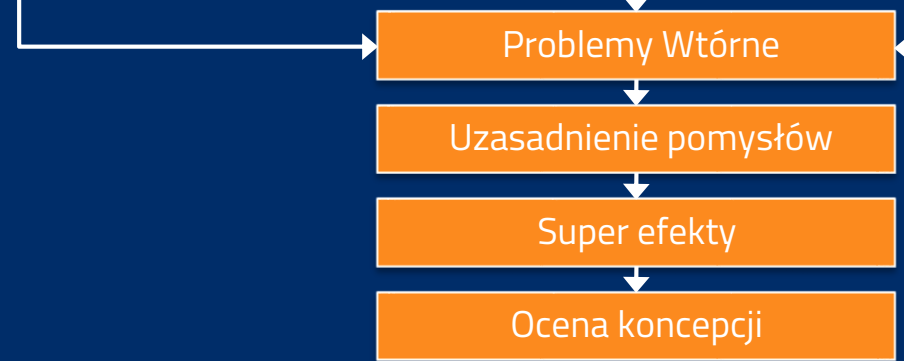 Problemy Wtórne
Uzasadnienie pomysłów
Super efekty
Ocena koncepcji